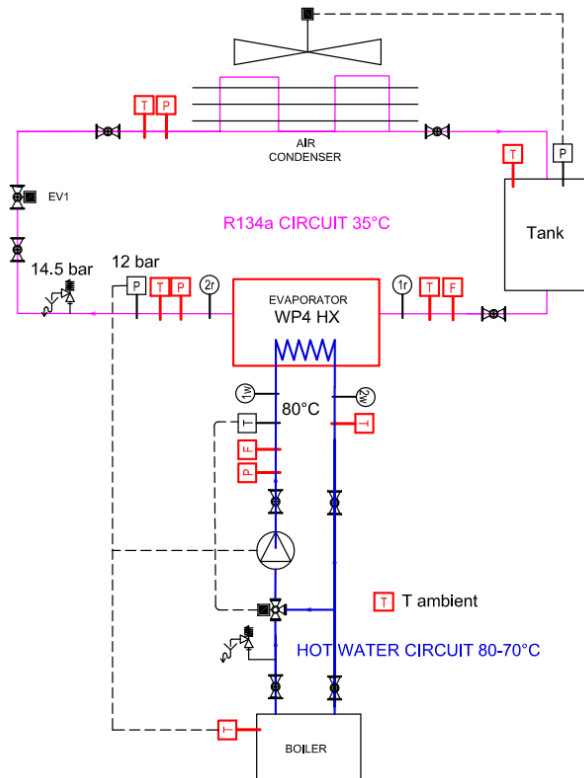 T P
AIR
CONDENSER
T
P
EV1
R134a CIRCUIT 35°C
Tank
14.5 bar
12 bar
P
T P
2r
EVAPORATOR
WP4 HX
1r
T F
1w
80°C
2w
T
T
F
P
T
T ambient
HOT WATER CIRCUIT 80-70°C
T
BOILER